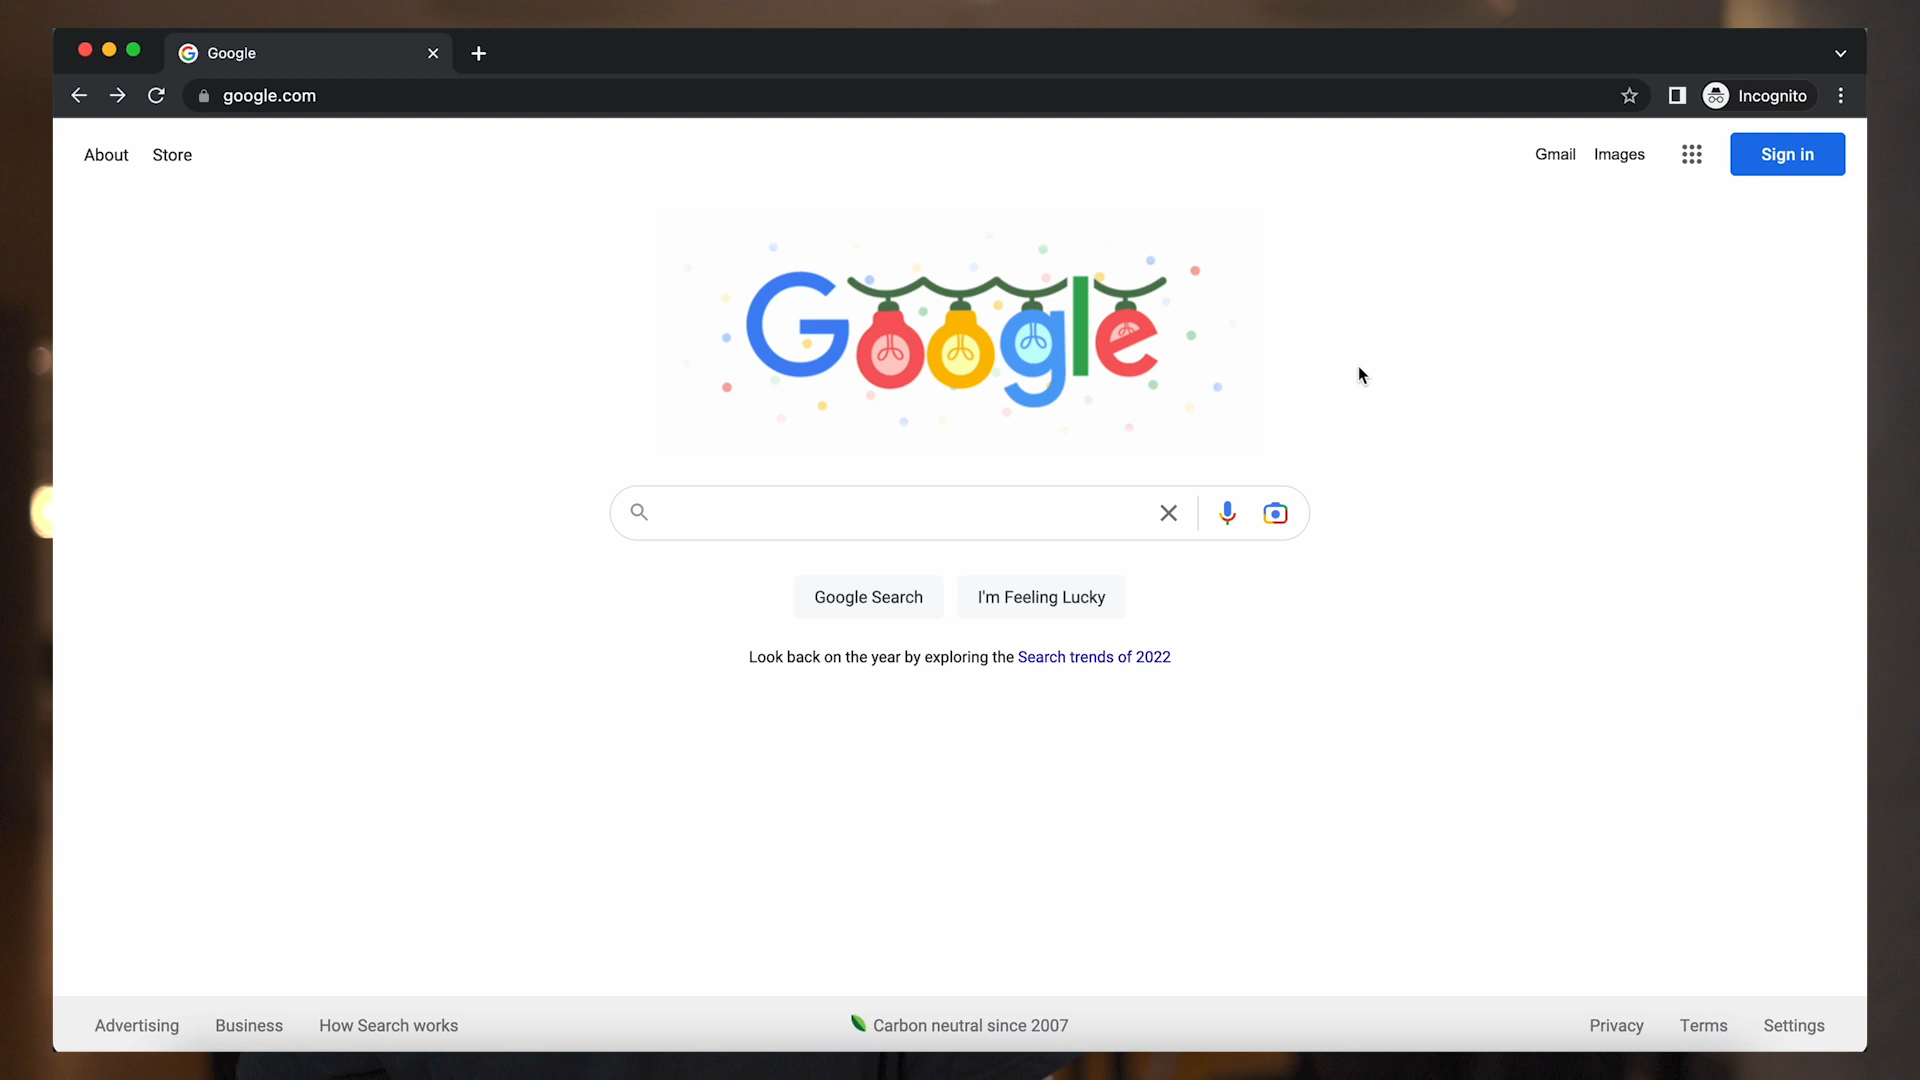 Google
google.com
Incognito
About Store
Gmail Images Sign in
Google
Google Search I'm Feeling Lucky
Look back on the year by exploring the Search trends of 2022
Advertising Business How Search works
Carbon neutral since 2007
Privacy Terms Settings